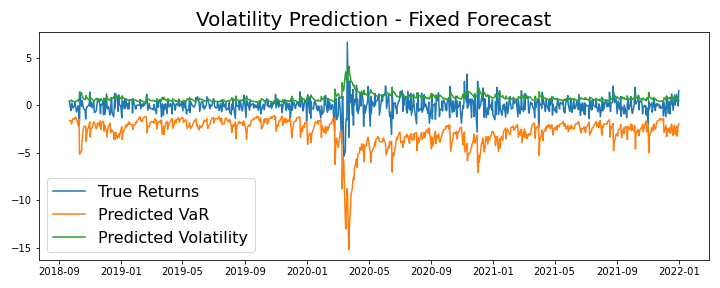 Volatility Prediction - Fixed Forecast
5
0
−5
−10
−15
True Returns
Predicted VaR
Predicted Volatility
2018-09 2019-01 2019-05 2019-09 2020-01 2020-05 2020-09 2021-01 2021-05 2021-09 2022-01